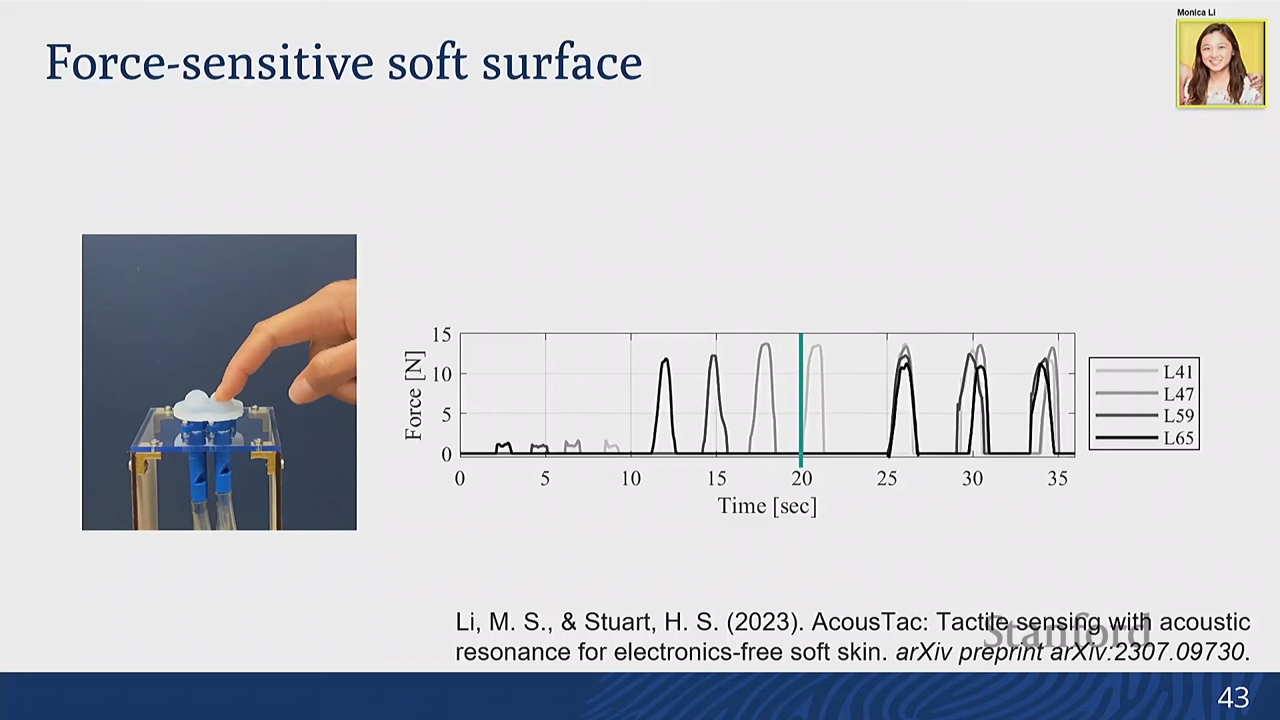 Monica Li
Force-sensitive soft surface
Force [N]
15
10
5
0
0 5 10 15 20 25 30 35
Time [sec]
L41
L47
L59
L65
Li, M. S., & Stuart, H. S. (2023). AcousTac: Tactile sensing with acoustic
resonance for electronics-free soft skin. arXiv preprint arXiv:2307.09730.
Stanford
43